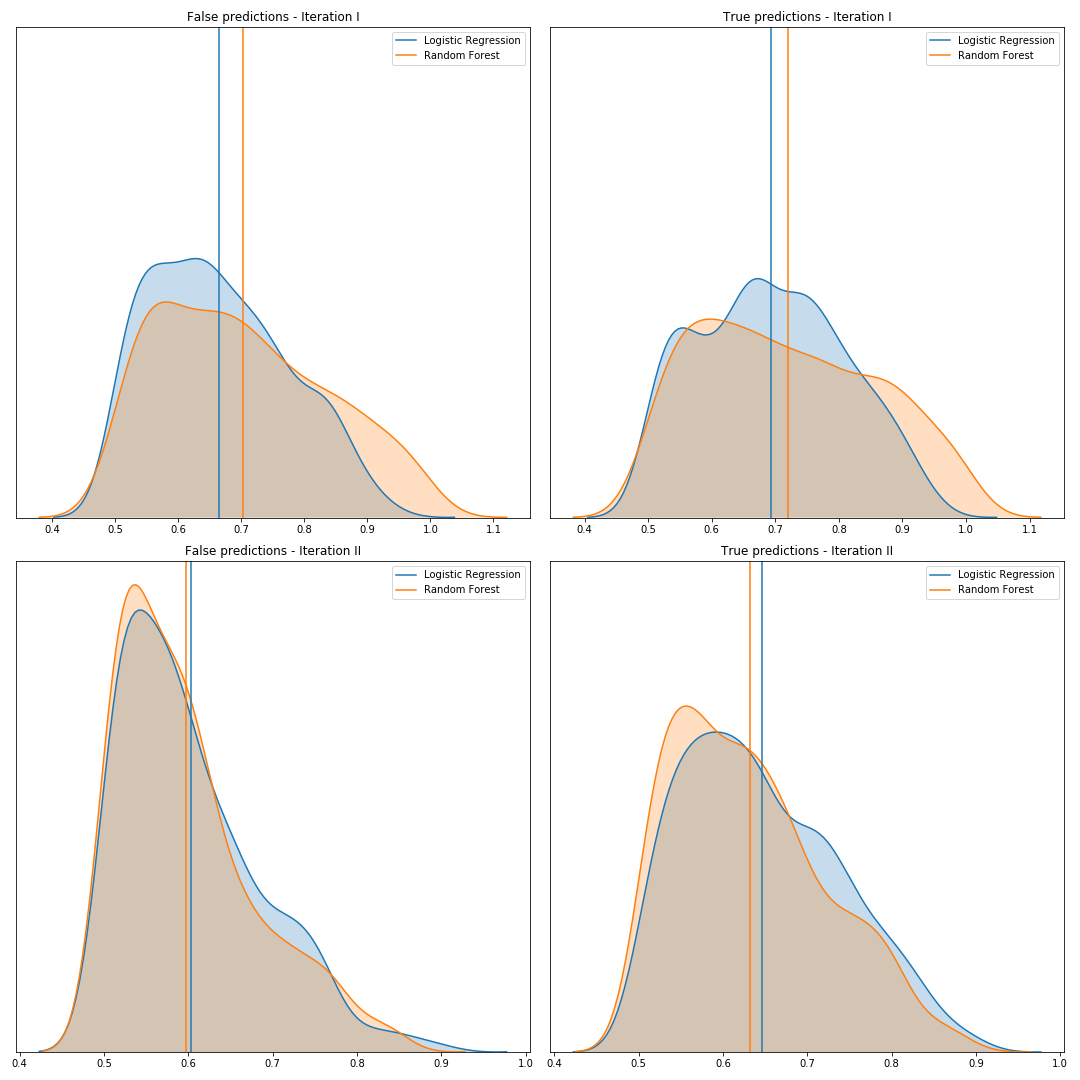 False predictions - Iteration I
Logistic Regression
Random Forest
0.4 0.5 0.6 0.7 0.8 0.9 1.0 1.1
True predictions - Iteration I
Logistic Regression
Random Forest
0.4 0.5 0.6 0.7 0.8 0.9 1.0 1.1
False predictions - Iteration II
Logistic Regression
Random Forest
0.4 0.5 0.6 0.7 0.8 0.9 1.0
True predictions - Iteration II
Logistic Regression
Random Forest
0.4 0.5 0.6 0.7 0.8 0.9 1.0